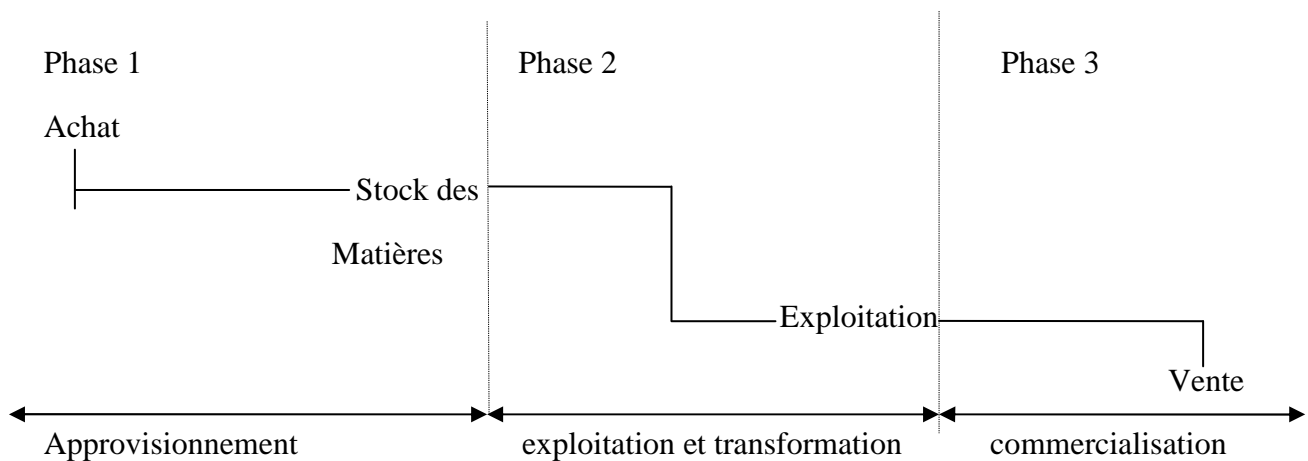 Phase 1
Phase 2
Phase 3
Achat
Stock des
Matières
Exploitation
Vente
Approvisionnement
exploitation et transformation
commercialisation